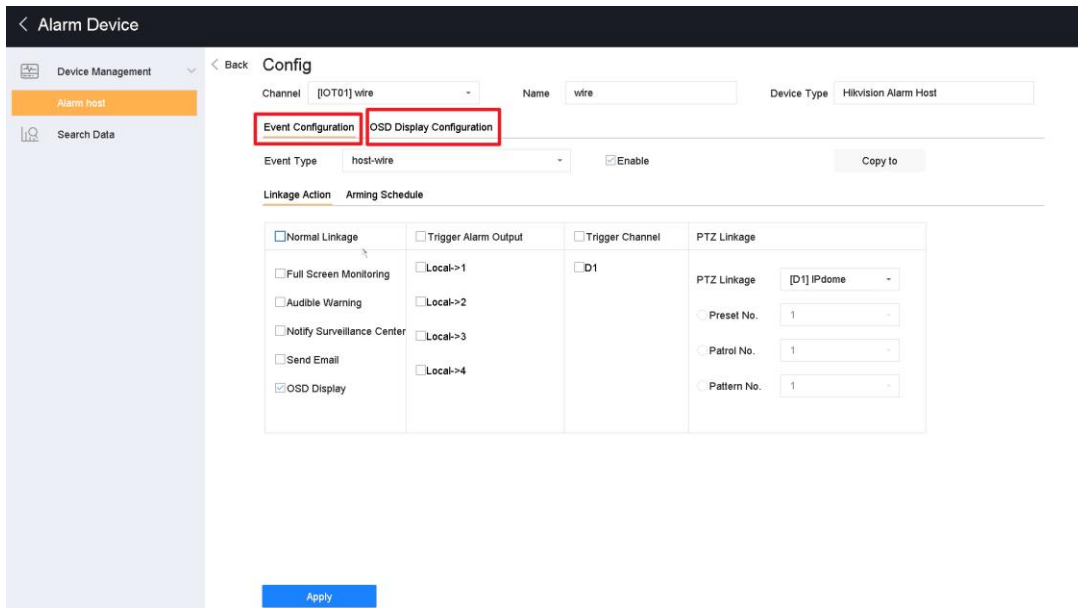 Alarm Device
Device Management
Alarm host
Search Data
Back
Config
Channel [IOT01] wire Name wire Device Type Hikvision Alarm Host
Event Configuration OSD Display Configuration
Event Type host-wire Enable Copy to
Linkage Action Arming Schedule
Normal Linkage Trigger Alarm Output Trigger Channel PTZ Linkage
Full Screen Monitoring Local->1 D1 PTZ Linkage [D1] IPdome
Audible Warning Local->2 Preset No. 1
Notify Surveillance Center Local->3 Patrol No. 1
Send Email Local->4 Pattern No. 1
OSD Display
Apply